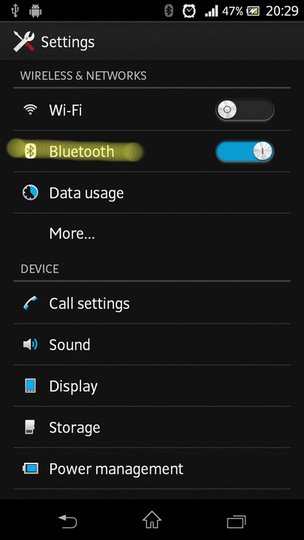 47% 20:29
Settings
WIRELESS & NETWORKS
Wi-Fi
Bluetooth
Data usage
More...
DEVICE
Call settings
Sound
Display
Storage
Power management